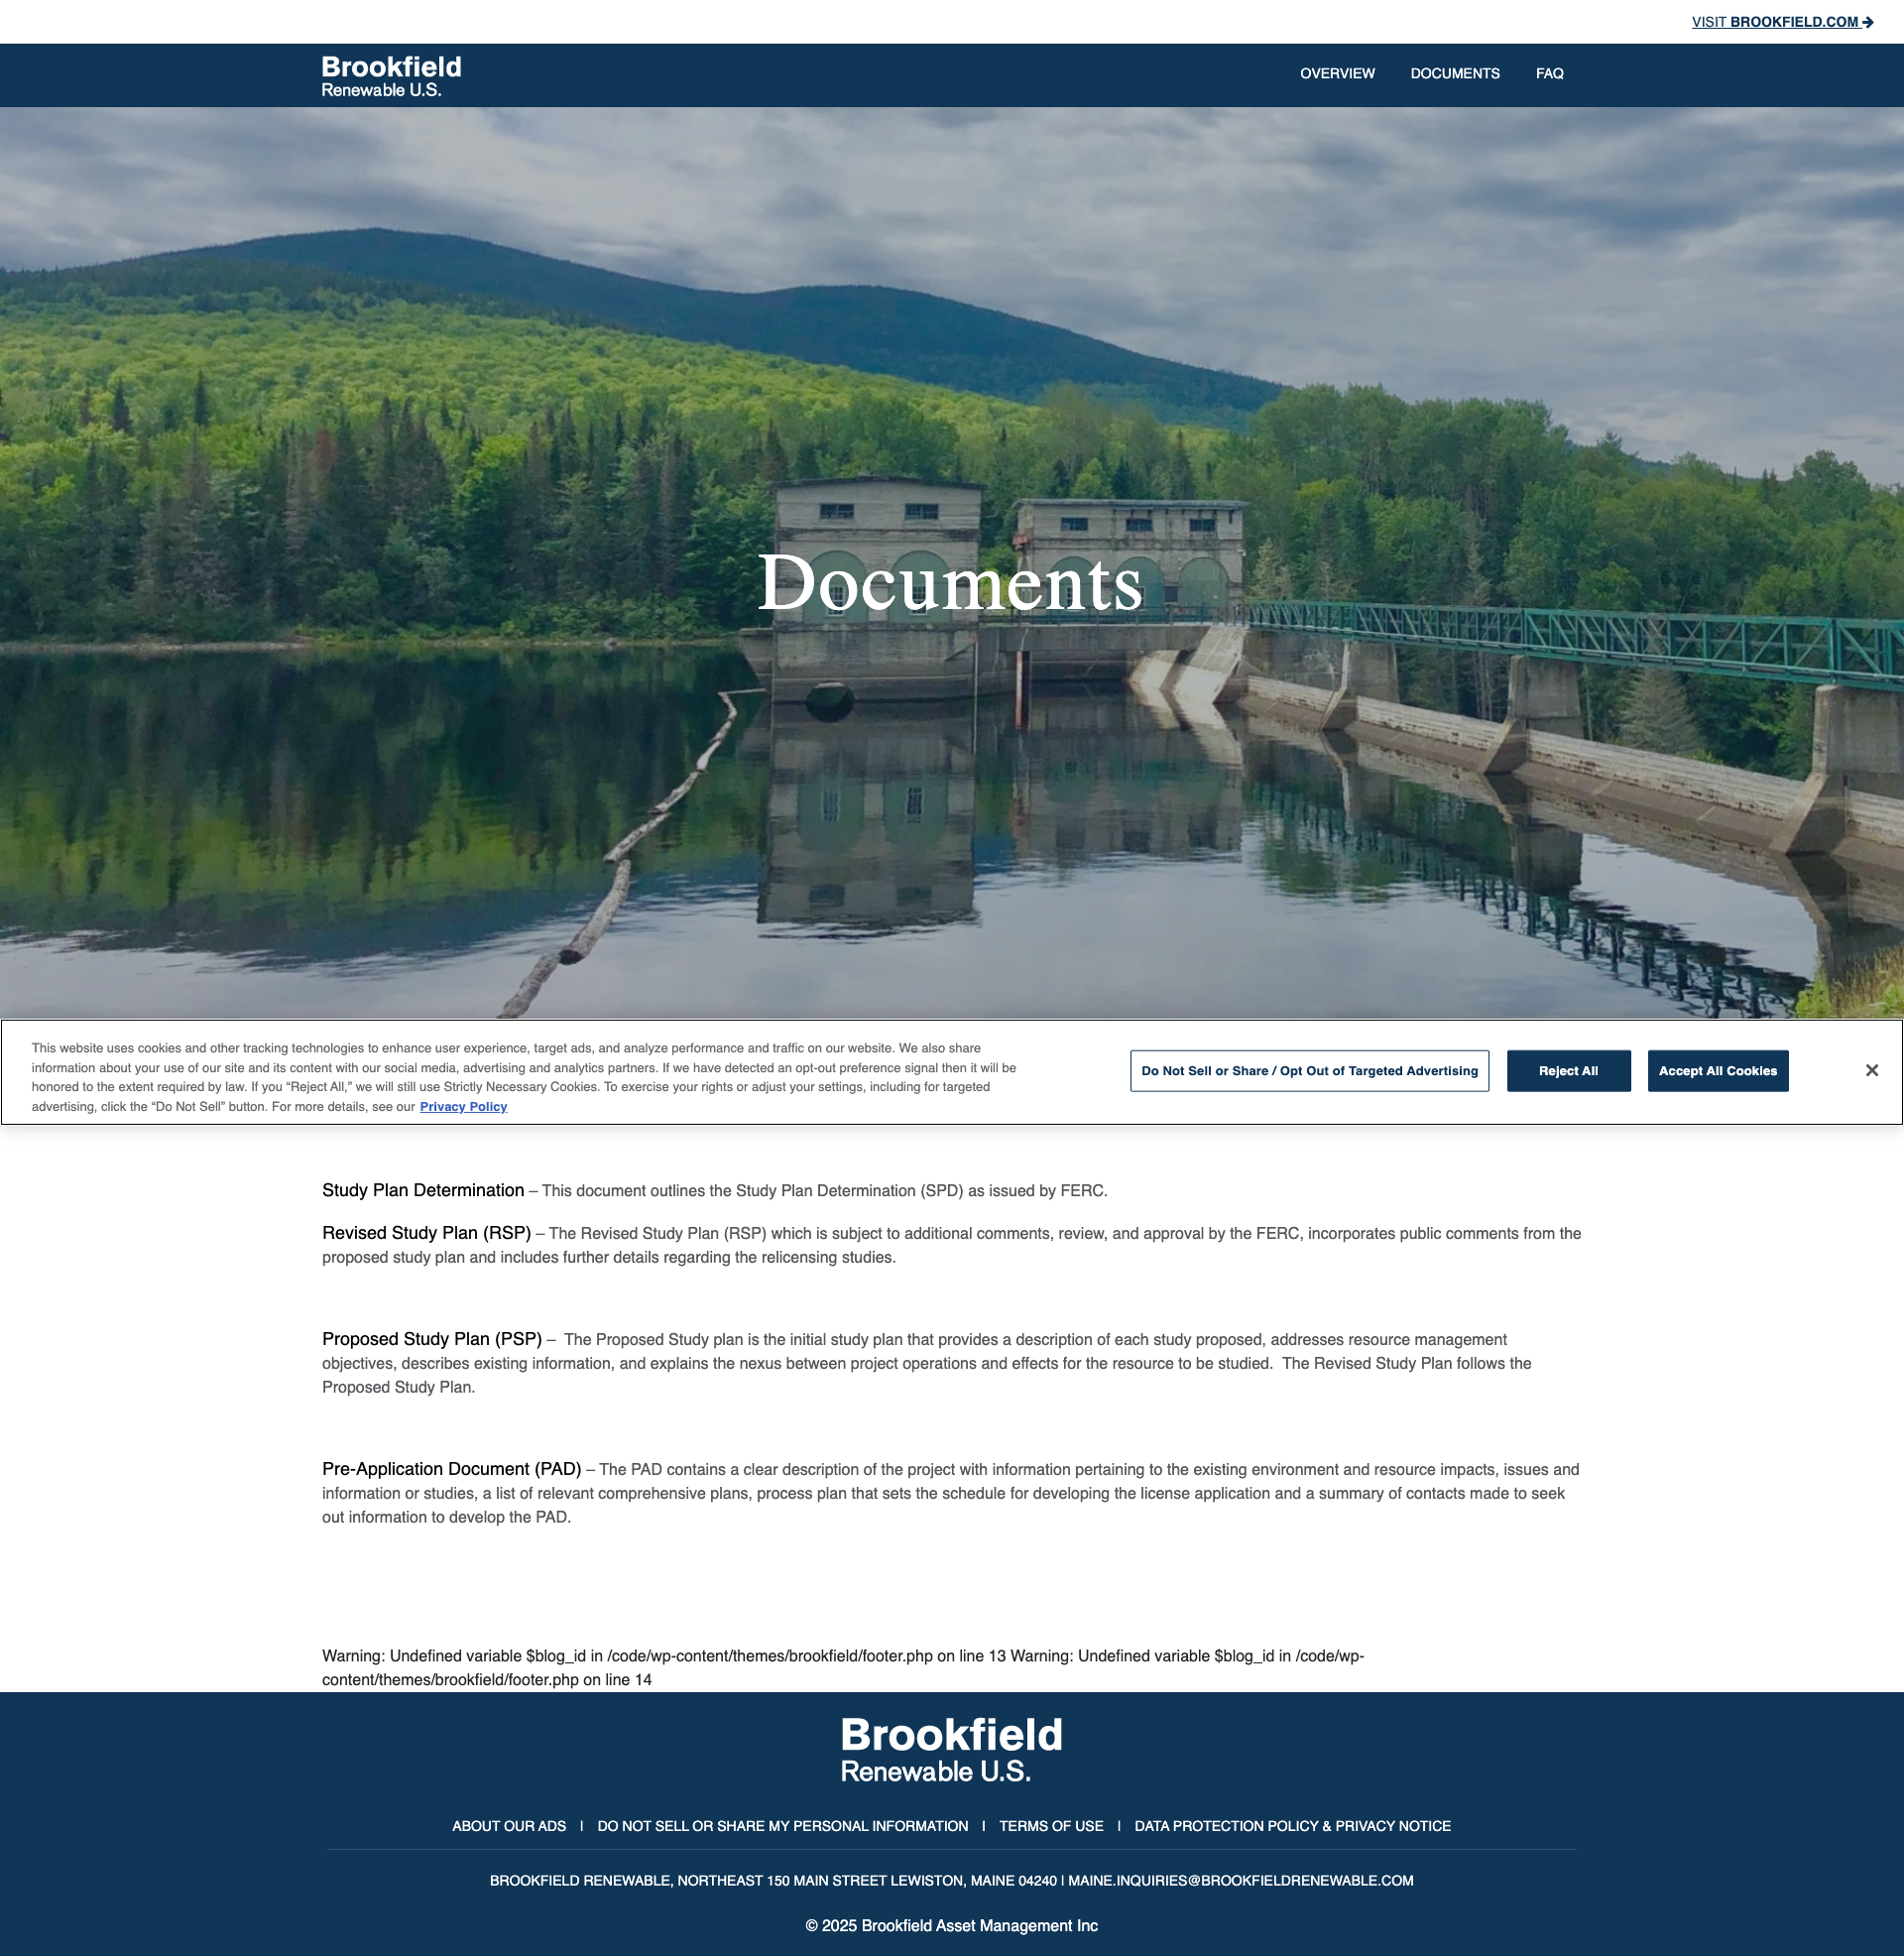 VISIT BROOKFIELD.COM
Brookfield
Renewable U.S.
OVERVIEW DOCUMENTS FAQ
Documents
This website uses cookies and other tracking technologies to enhance user experience, target ads, and analyze performance and traffic on our website. We also share
information about your use of our site and its content with our social media, advertising and analytics partners. If we have detected an opt-out preference signal then it will be
honored to the extent required by law. If you “Reject All,” we will still use Strictly Necessary Cookies. To exercise your rights or adjust your settings, including for targeted
advertising, click the “Do Not Sell” button. For more details, see our Privacy Policy
Do Not Sell or Share / Opt Out of Targeted Advertising
Reject All
Accept All Cookies
Study Plan Determination – This document outlines the Study Plan Determination (SPD) as issued by FERC.
Revised Study Plan (RSP) – The Revised Study Plan (RSP) which is subject to additional comments, review, and approval by the FERC, incorporates public comments from the
proposed study plan and includes further details regarding the relicensing studies.
Proposed Study Plan (PSP) – The Proposed Study plan is the initial study plan that provides a description of each study proposed, addresses resource management
objectives, describes existing information, and explains the nexus between project operations and effects for the resource to be studied. The Revised Study Plan follows the
Proposed Study Plan.
Pre-Application Document (PAD) – The PAD contains a clear description of the project with information pertaining to the existing environment and resource impacts, issues and
information or studies, a list of relevant comprehensive plans, process plan that sets the schedule for developing the license application and a summary of contacts made to seek
out information to develop the PAD.
Warning: Undefined variable $blog_id in /code/wp-content/themes/brookfield/footer.php on line 13 Warning: Undefined variable $blog_id in /code/wp-
content/themes/brookfield/footer.php on line 14
Brookfield
Renewable U.S.
ABOUT OUR ADS | DO NOT SELL OR SHARE MY PERSONAL INFORMATION | TERMS OF USE | DATA PROTECTION POLICY & PRIVACY NOTICE
BROOKFIELD RENEWABLE, NORTHEAST 150 MAIN STREET LEWISTON, MAINE 04240 | MAINE.INQUIRIES@BROOKFIELDRENEWABLE.COM
© 2025 Brookfield Asset Management Inc